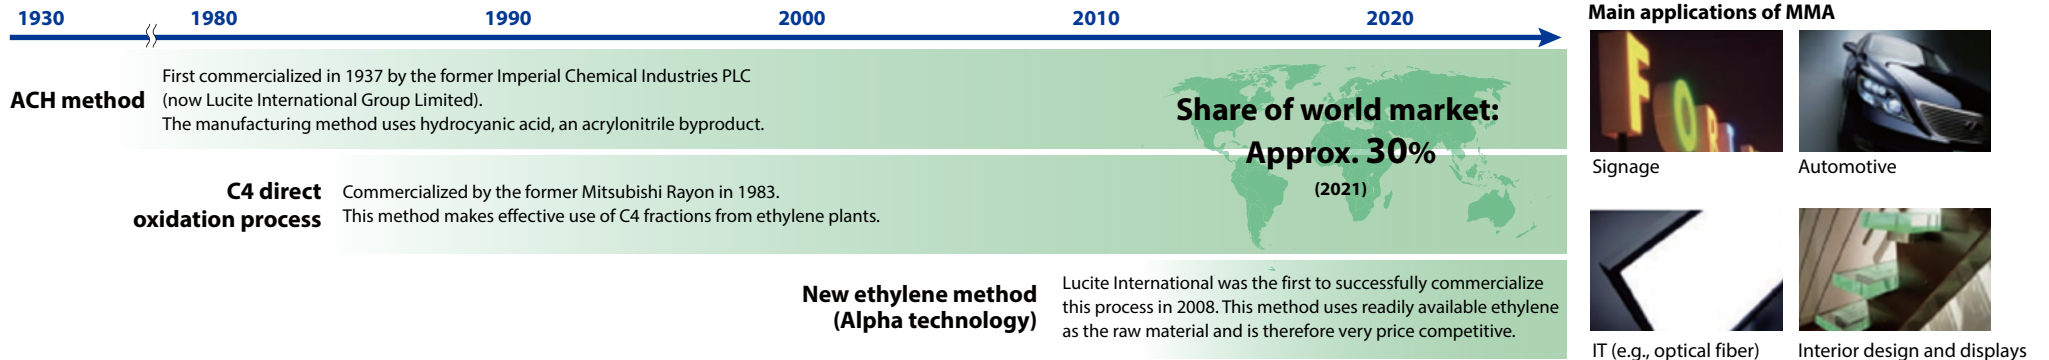 1930 1980 1990 2000 2010 2020
ACH method
First commercialized in 1937 by the former Imperial Chemical Industries PLC
(now Lucite International Group Limited).
The manufacturing method uses hydrocyanic acid, an acrylonitrile byproduct.
C4 direct
oxidation process
Commercialized by the former Mitsubishi Rayon in 1983.
This method makes effective use of C4 fractions from ethylene plants.
New ethylene method
(Alpha technology)
Lucite International was the first to successfully commercialize
this process in 2008. This method uses readily available ethylene
as the raw material and is therefore very price competitive.
Share of world market:
Approx. 30%
(2021)
Main applications of MMA
FOR
Signage
Automotive
IT (e.g., optical fiber)
Interior design and displays